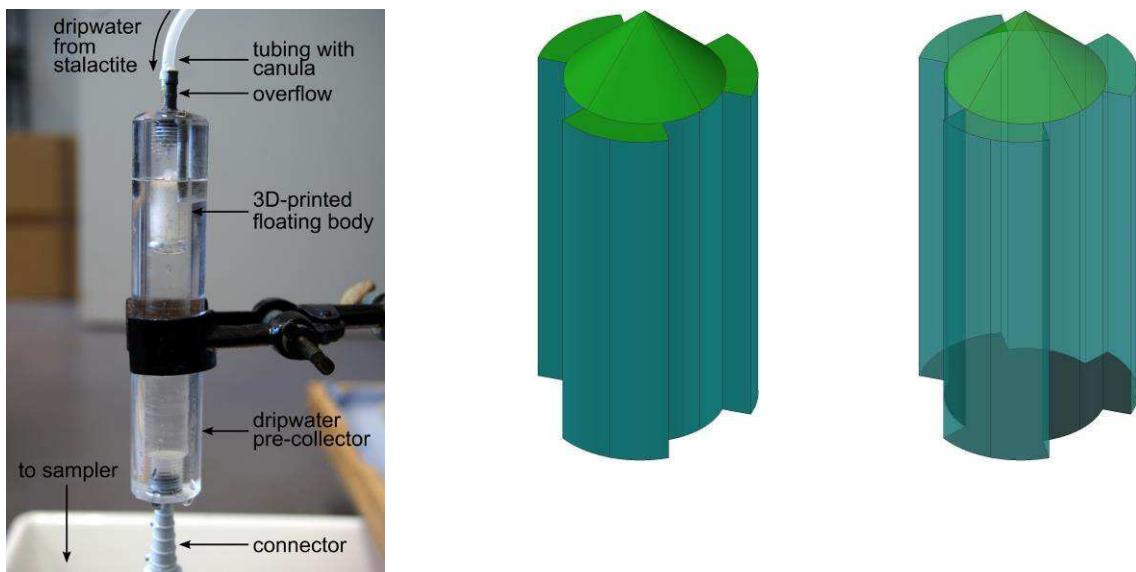 dripwater
from
stalactite
tubing with
canula
overflow
3D-printed
floating body
dripwater
pre-collector
to sampler
connector